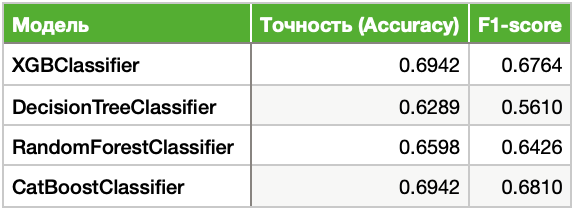 Модель Точность (Accuracy) F1-score
XGBClassifier 0.6942 0.6764
DecisionTreeClassifier 0.6289 0.5610
RandomForestClassifier 0.6598 0.6426
CatBoostClassifier 0.6942 0.6810